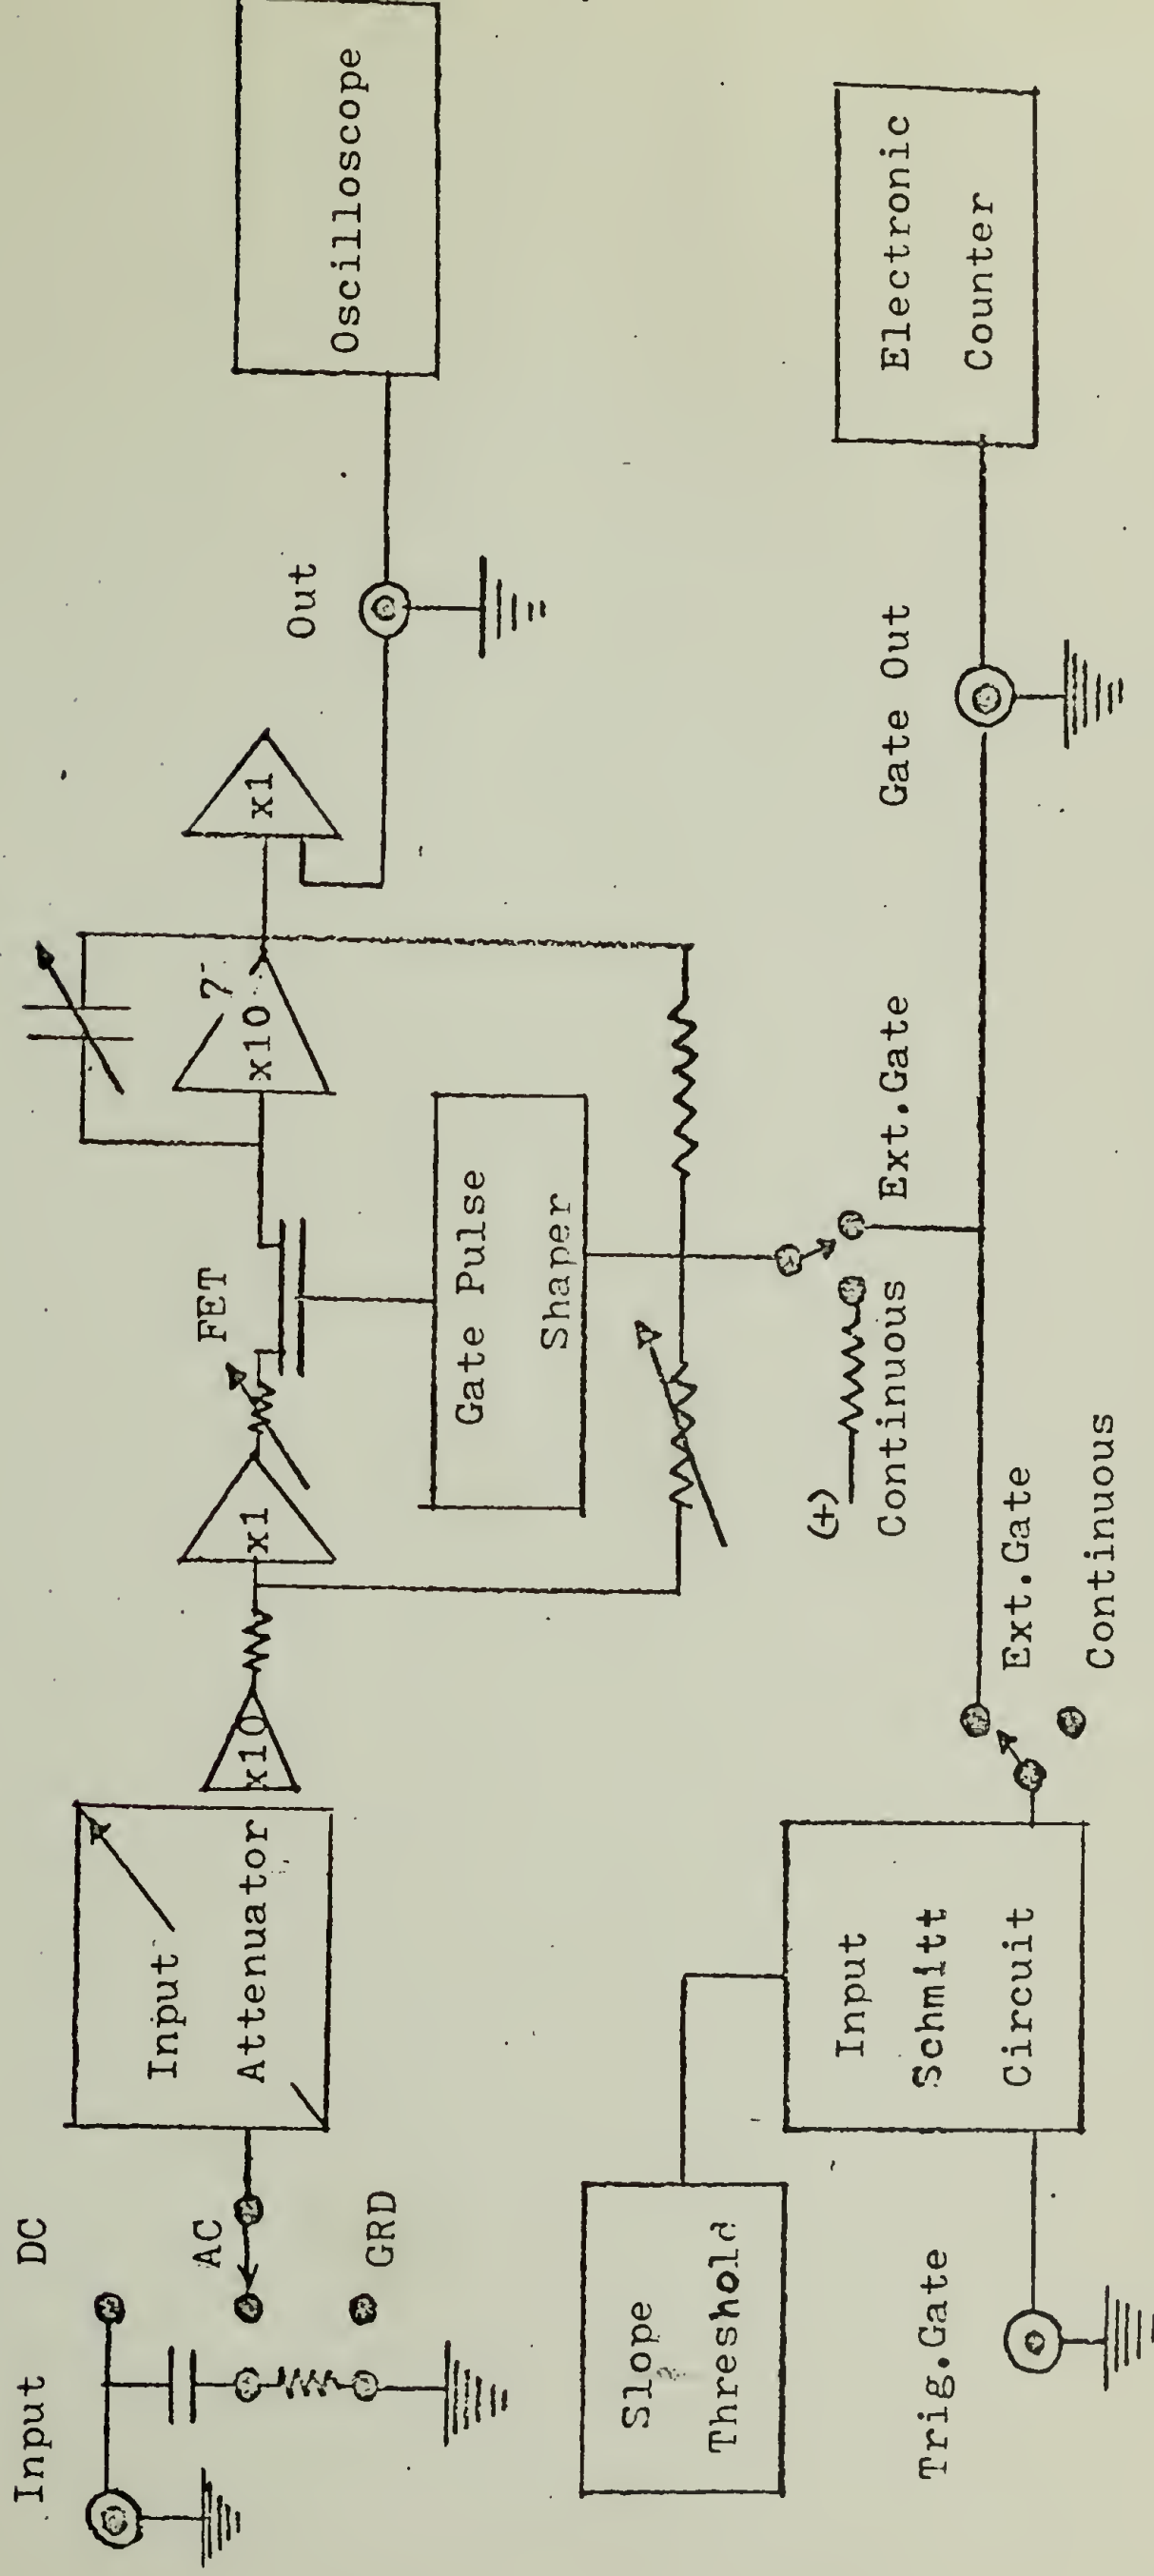 Input
DC
AC
GRD
Input
Attenuator
x10
x1
FET
x10 7
x1
Out
Oscilloscope
Gate Pulse
Shaper
(+)
Continuous
Ext.Gate
Slope
Threshold
Trig.Gate
Input
Schmitt
Circuit
Ext.Gate
Continuous
Gate Out
Electronic
Counter